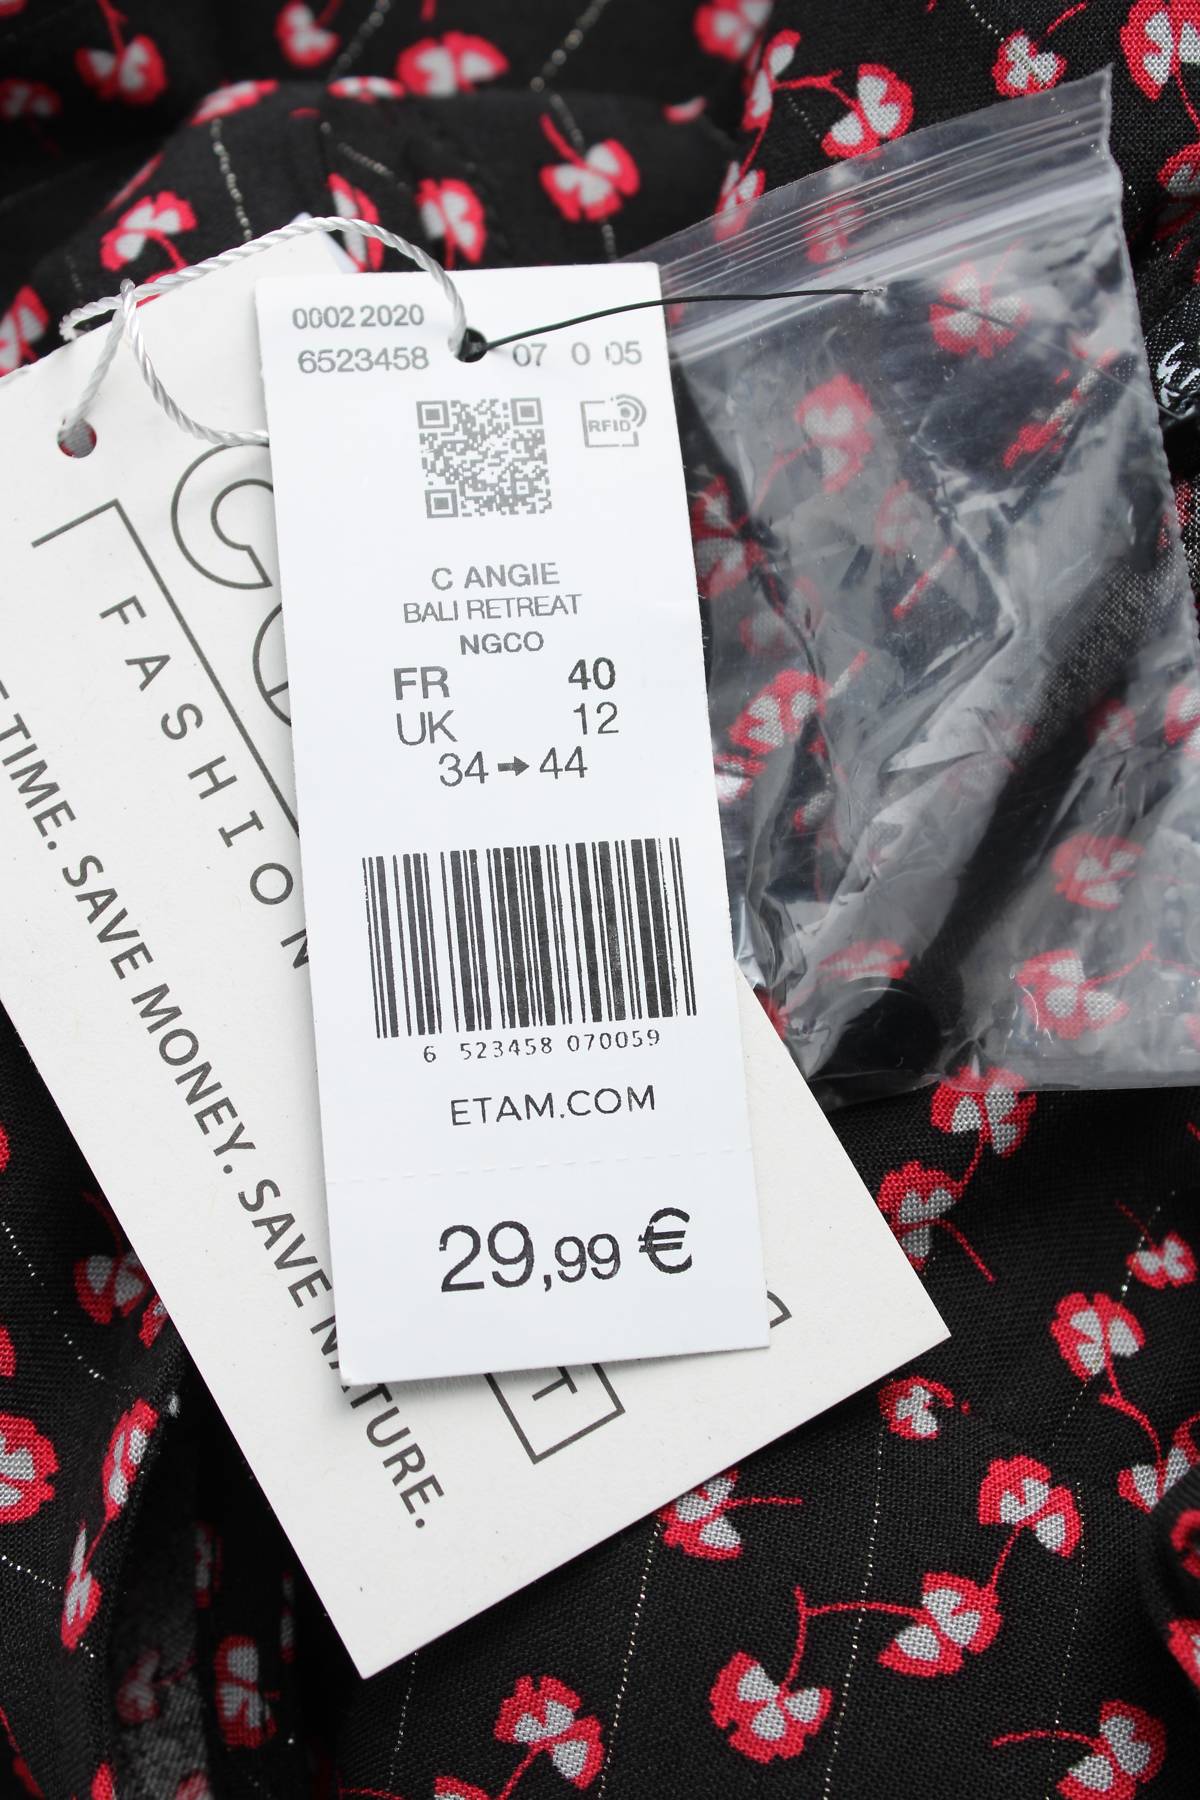 0002 2020
6523458 07 0 05
RFID
C ANGIE
BALI RETREAT
NGCO
FR 40
UK 12
34➞44
6 523458 070059
ETAM.COM
29,99 €
FASHION
TIME. SAVE MONEY. SAVE NATURE.